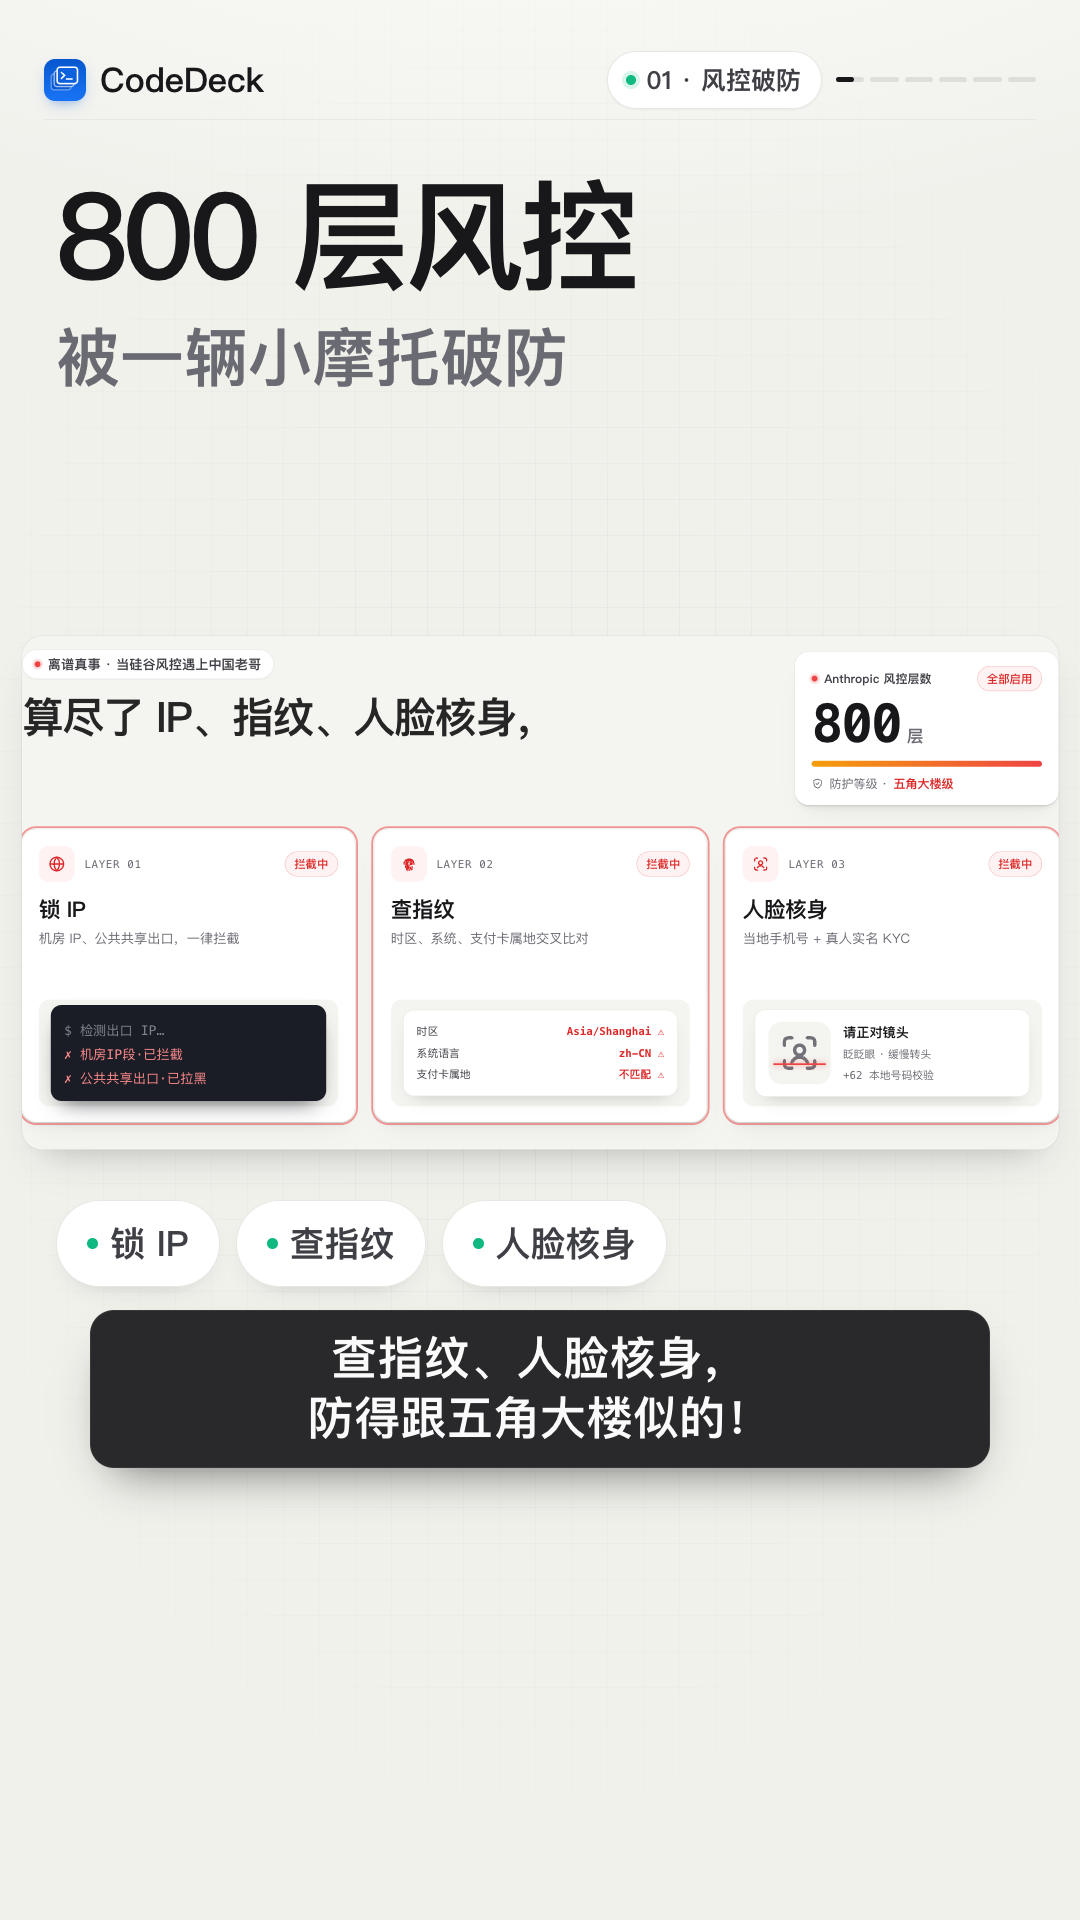 CodeDeck
01 · 风控破防
800 层风控
被一辆小摩托破防
离谱真事 · 当硅谷风控遇上中国老哥
算尽了 IP、指纹、人脸核身，
Anthropic 风控层数
全部启用
800 层
防护等级 · 五角大楼级
LAYER 01
拦截中
锁 IP
机房 IP、公共共享出口，一律拦截
$ 检测出口 IP…
✗ 机房IP段·已拦截
✗ 公共共享出口·已拉黑
LAYER 02
拦截中
查指纹
时区、系统、支付卡属地交叉比对
时区 Asia/Shanghai ⚠
系统语言 zh-CN ⚠
支付卡属地 不匹配 ⚠
LAYER 03
拦截中
人脸核身
当地手机号 + 真人实名 KYC
请正对镜头
眨眨眼 · 缓慢转头
+62 本地号码校验
锁 IP
查指纹
人脸核身
查指纹、人脸核身，
防得跟五角大楼似的！